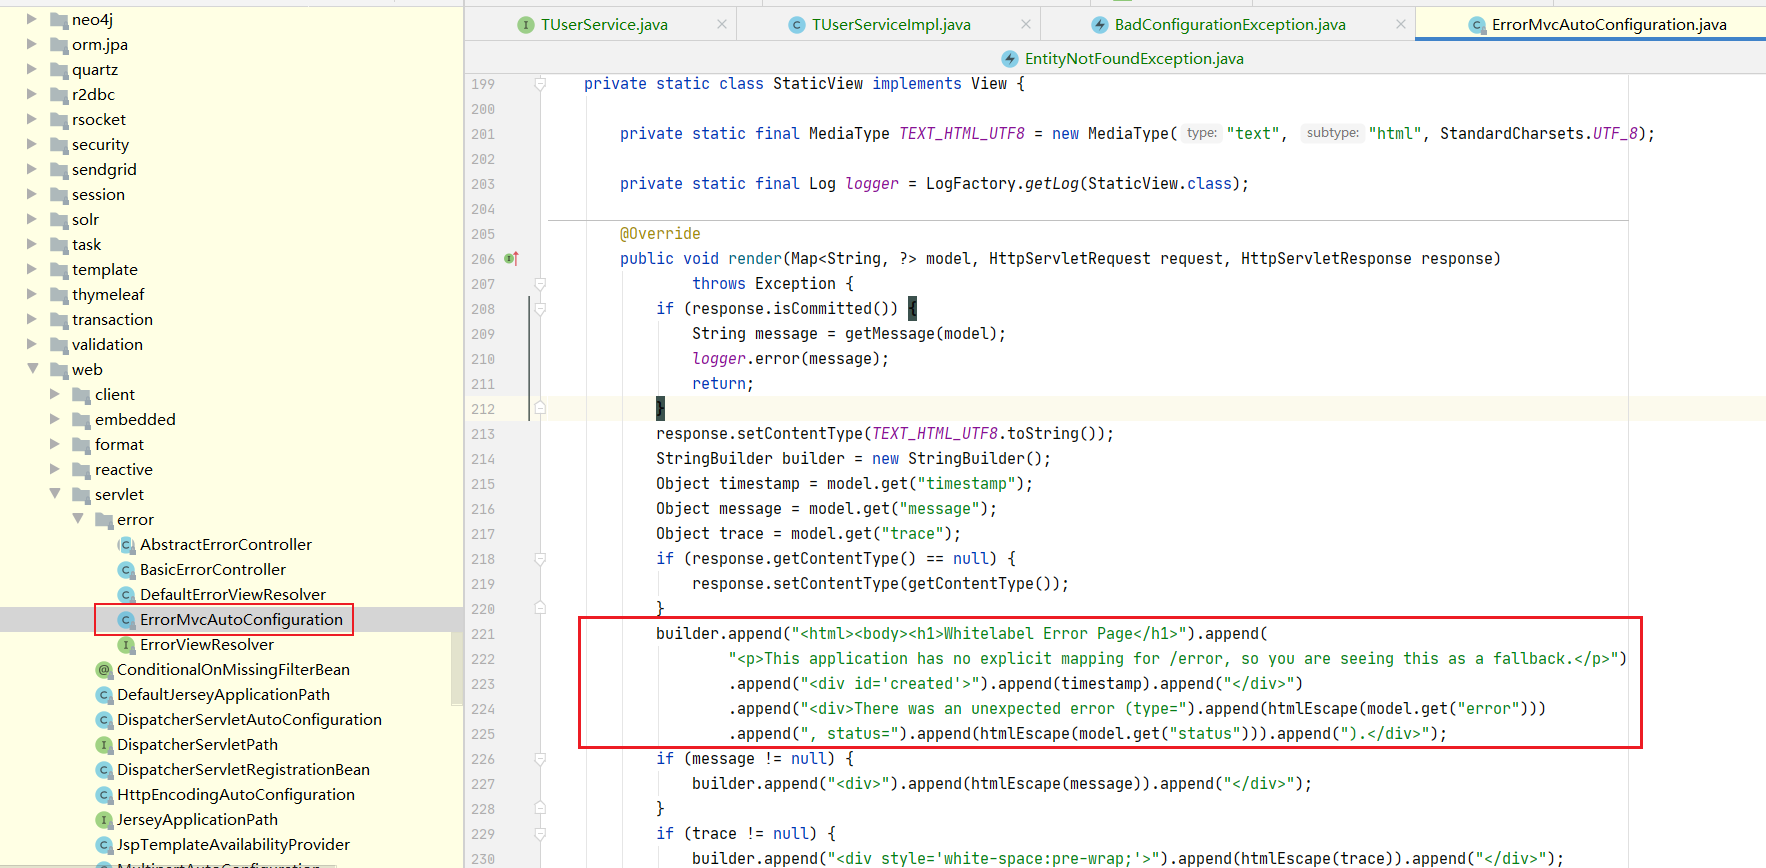 neo4j
orm.jpa
quartz
r2dbc
rsocket
security
sendgrid
session
solr
task
template
thymeleaf
transaction
validation
web
client
embedded
format
reactive
servlet
error
AbstractErrorController
BasicErrorController
DefaultErrorViewResolver
ErrorMvcAutoConfiguration
ErrorViewResolver
ConditionalOnMissingFilterBean
DefaultJerseyApplicationPath
DispatcherServletAutoConfiguration
DispatcherServletPath
DispatcherServletRegistrationBean
HttpEncodingAutoConfiguration
JerseyApplicationPath
JspTemplateAvailabilityProvider
TUserService.java
TUserServiceImpl.java
BadConfigurationException.java
ErrorMvcAutoConfiguration.java
EntityNotFoundException.java
199 private static class StaticView implements View {
200
201 private static final MediaType TEXT_HTML_UTF8 = new MediaType( type: "text", subtype: "html", StandardCharsets.UTF_8);
202
203 private static final Log logger = LogFactory.getLog(StaticView.class);
204
205 @Override
206 public void render(Map<String, ?> model, HttpServletRequest request, HttpServletResponse response)
207 throws Exception {
208 if (response.isCommitted()) {
209 String message = getMessage(model);
210 logger.error(message);
211 return;
212 }
213 response.setContentType(TEXT_HTML_UTF8.toString());
214 StringBuilder builder = new StringBuilder();
215 Object timestamp = model.get("timestamp");
216 Object message = model.get("message");
217 Object trace = model.get("trace");
218 if (response.getContentType() == null) {
219 response.setContentType(getContentType());
220 }
221 builder.append("<html><body><h1>Whitelabel Error Page</h1>").append(
222 "<p>This application has no explicit mapping for /error, so you are seeing this as a fallback.</p>")
223 .append("<div id='created'>").append(timestamp).append("</div>")
224 .append("<div>There was an unexpected error (type=").append(htmlEscape(model.get("error")))
225 .append(", status=").append(htmlEscape(model.get("status"))).append(").</div>");
226 if (message != null) {
227 builder.append("<div>").append(htmlEscape(message)).append("</div>");
228 }
229 if (trace != null) {
230 builder.append("<div style='white-space:pre-wrap;'>").append(htmlEscape(trace)).append("</div>");